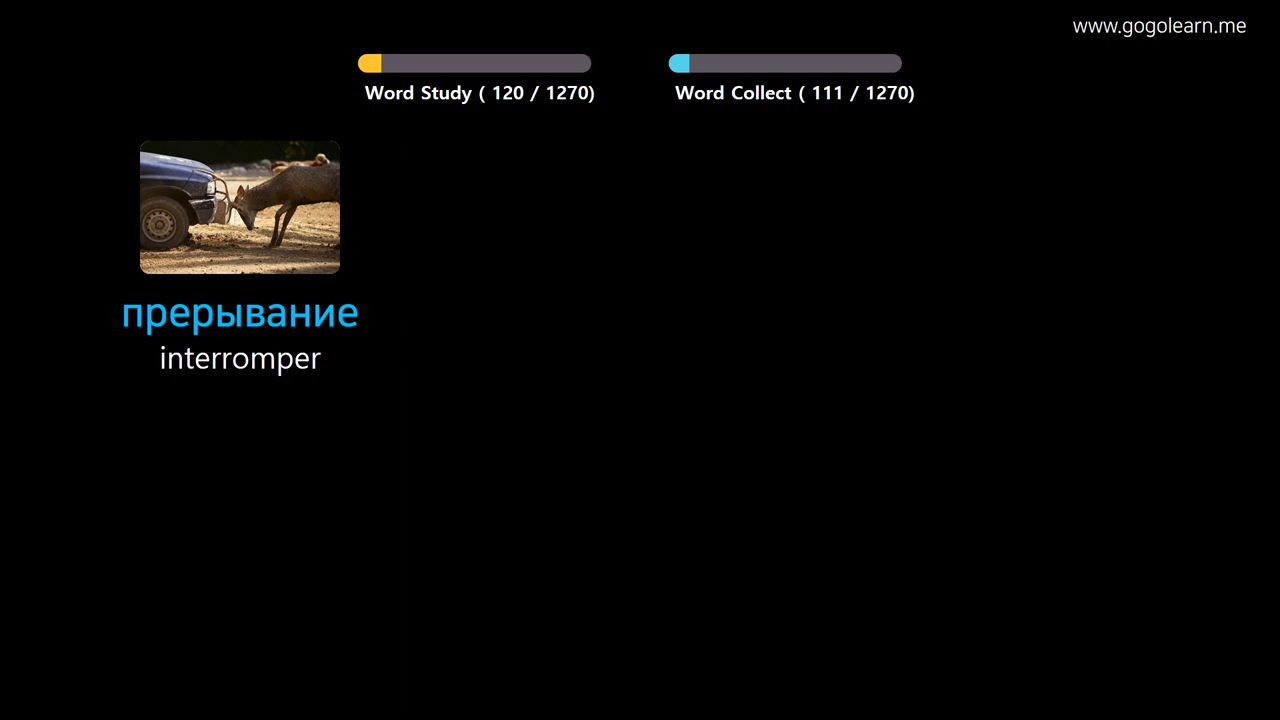 www.gogolearn.me
Word Study ( 120 / 1270)
Word Collect ( 111 / 1270)
прерывание
interromper